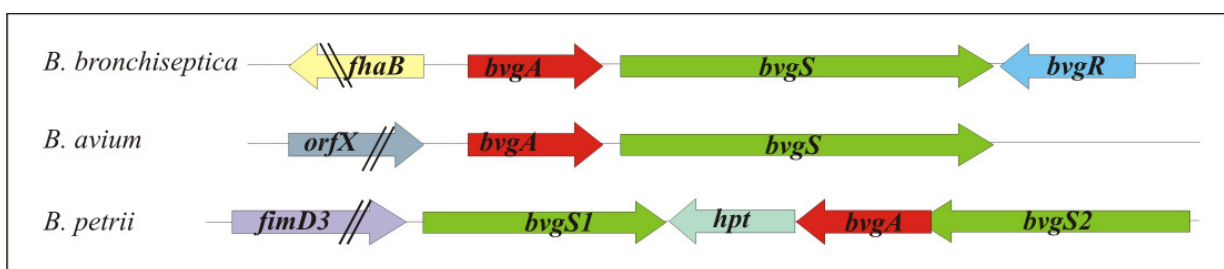 B. bronchiseptica fhaB bvgA bvgS bvgR
B. avium orfX bvgA bvgS
B. petrii fimD3 bvgS1 hpt bvgA bvgS2